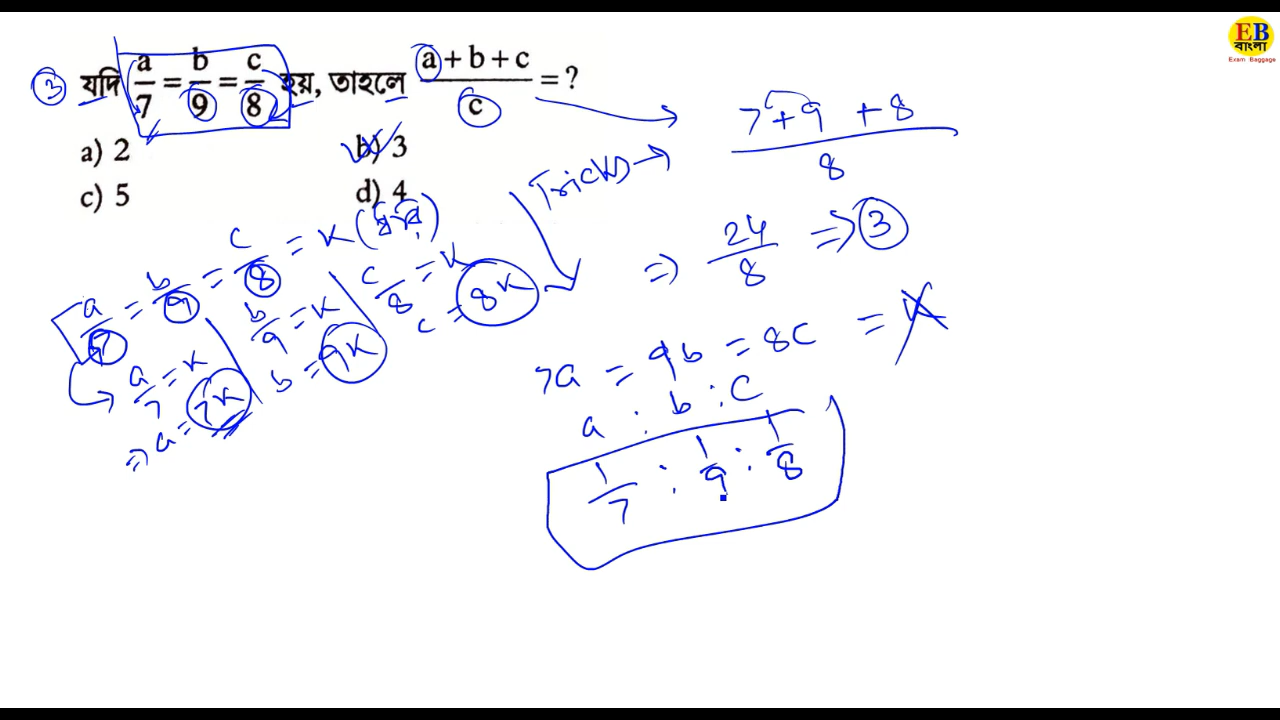 EB
বাংলা
Exam Baggage
③ যদি a/7 = b/9 = c/8 হয়, তাহলে (a + b + c)/c = ?
a) 2 b) 3
c) 5 d) 4
Tricks → (7 + 9 + 8)/8
⇒ 24/8 ⇒ 3
a/7 = b/9 = c/8 = K
a/7 = K
⇒ a = 7K
b/9 = K
b = 9K
c/8 = K
c = 8K
7a = 9b = 8c = K
a : b : c
1/7 : 1/9 : 1/8